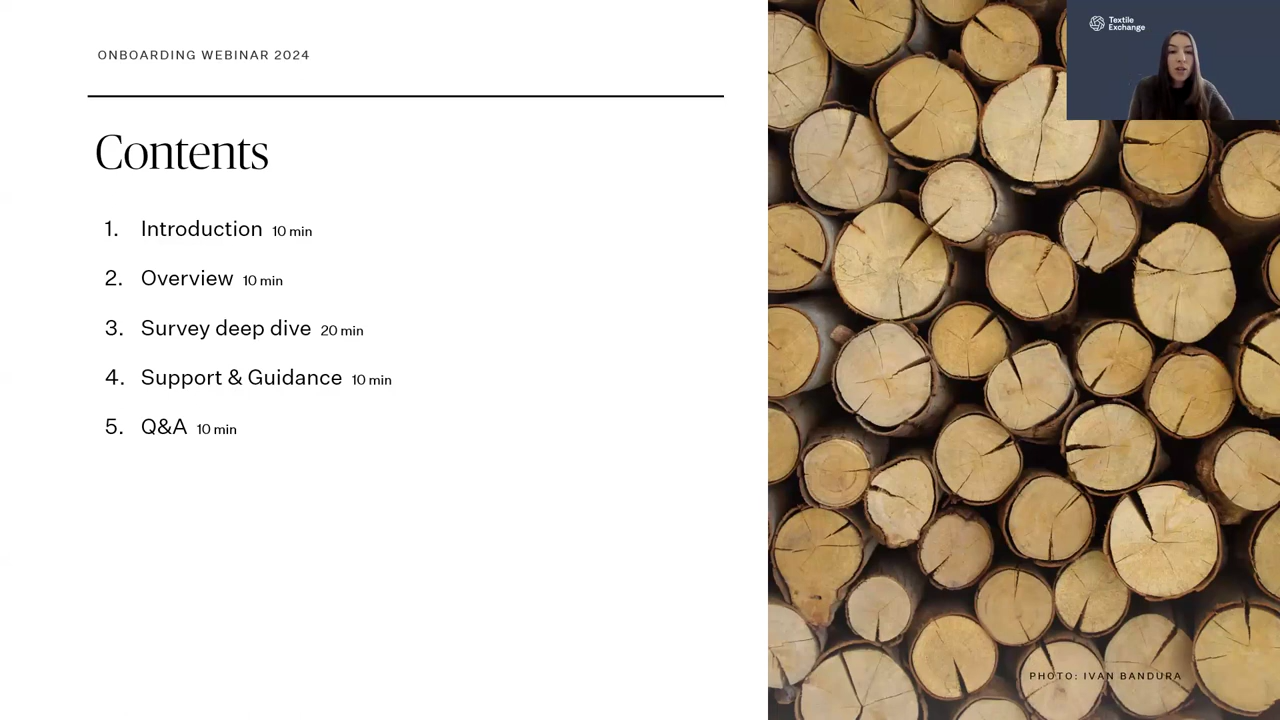 ONBOARDING WEBINAR 2024
Contents
1. Introduction 10 min
2. Overview 10 min
3. Survey deep dive 20 min
4. Support & Guidance 10 min
5. Q&A 10 min
Textile
Exchange
PHOTO: IVAN BANDURA